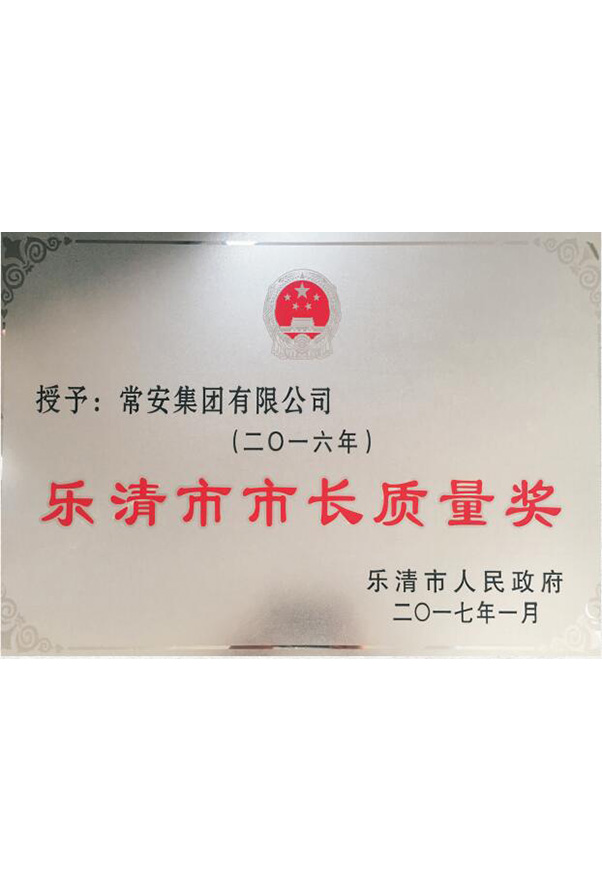 授予：常安集团有限公司
（二〇一六年）
乐清市市长质量奖
乐清市人民政府
二〇一七年一月